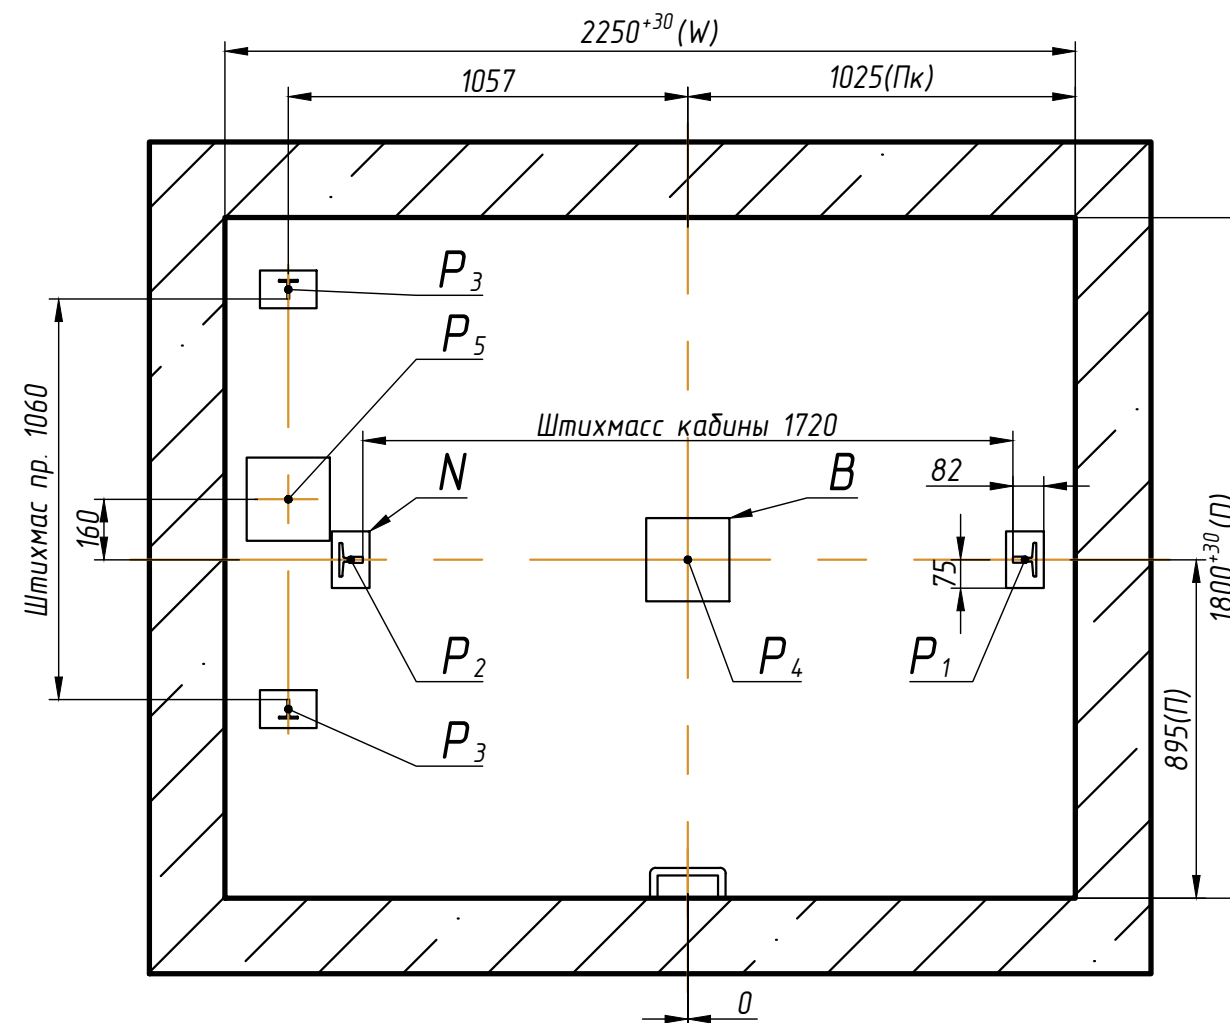 2250⁺³⁰(W)
1057
1025(Пк)
P₃
P₅
Штихмас пр. 1060
Штихмасс кабины 1720
N
B
82
160
75
1800⁺³⁰(П)
P₂
P₄
P₁
P₃
895(П)
0